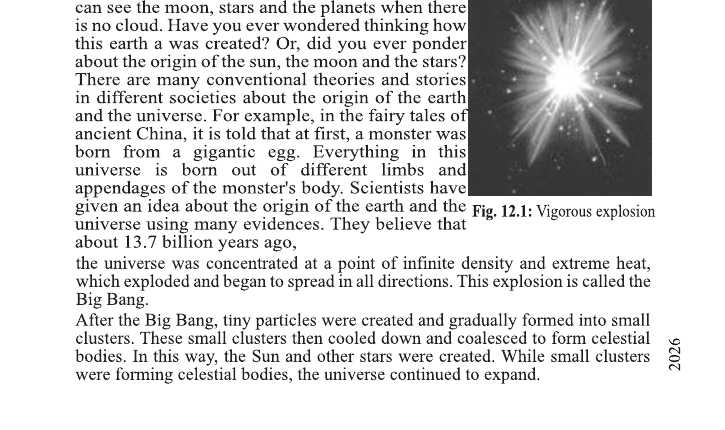 can see the moon, stars and the planets when there
is no cloud. Have you ever wondered thinking how
this earth a was created? Or, did you ever ponder
about the origin of the sun, the moon and the stars?
There are many conventional theories and stories
in different societies about the origin of the earth
and the universe. For example, in the fairy tales of
ancient China, it is told that at first, a monster was
born from a gigantic egg. Everything in this
universe is born out of different limbs and
appendages of the monster's body. Scientists have
given an idea about the origin of the earth and the
universe using many evidences. They believe that
about 13.7 billion years ago,
Fig. 12.1: Vigorous explosion
the universe was concentrated at a point of infinite density and extreme heat,
which exploded and began to spread in all directions. This explosion is called the
Big Bang.
After the Big Bang, tiny particles were created and gradually formed into small
clusters. These small clusters then cooled down and coalesced to form celestial
bodies. In this way, the Sun and other stars were created. While small clusters
were forming celestial bodies, the universe continued to expand.
2026